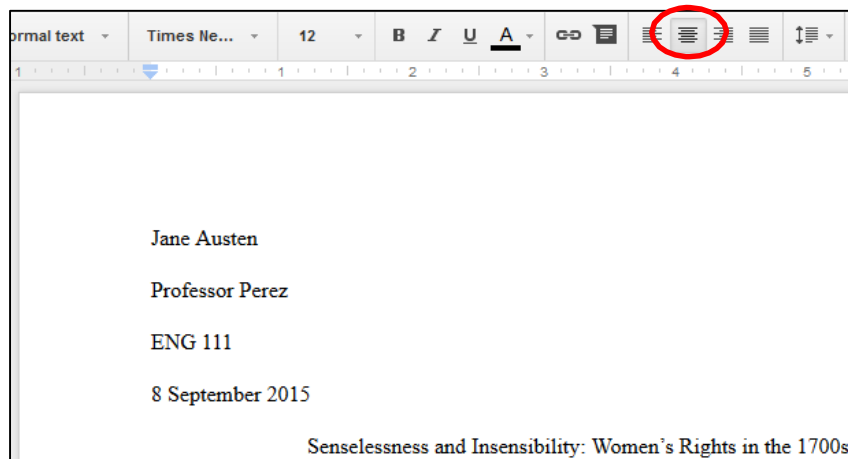 ormal text Times Ne... 12 B I U A
1 1 2 3 4 5
Jane Austen
Professor Perez
ENG 111
8 September 2015
Senselessness and Insensibility: Women's Rights in the 1700s